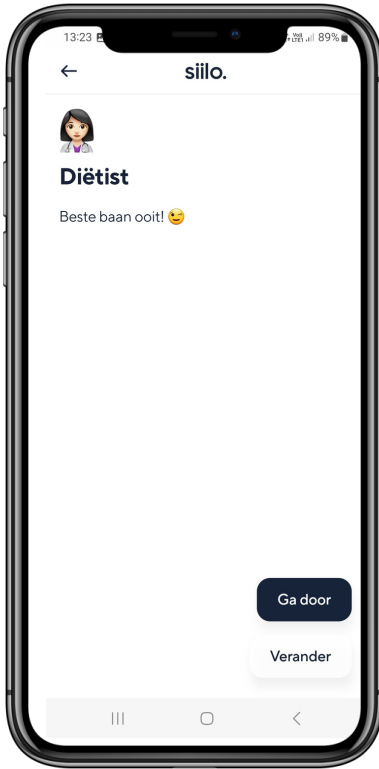 13:23
89%
siilo.
Diëtist
Beste baan ooit! 😉
Ga door
Verander